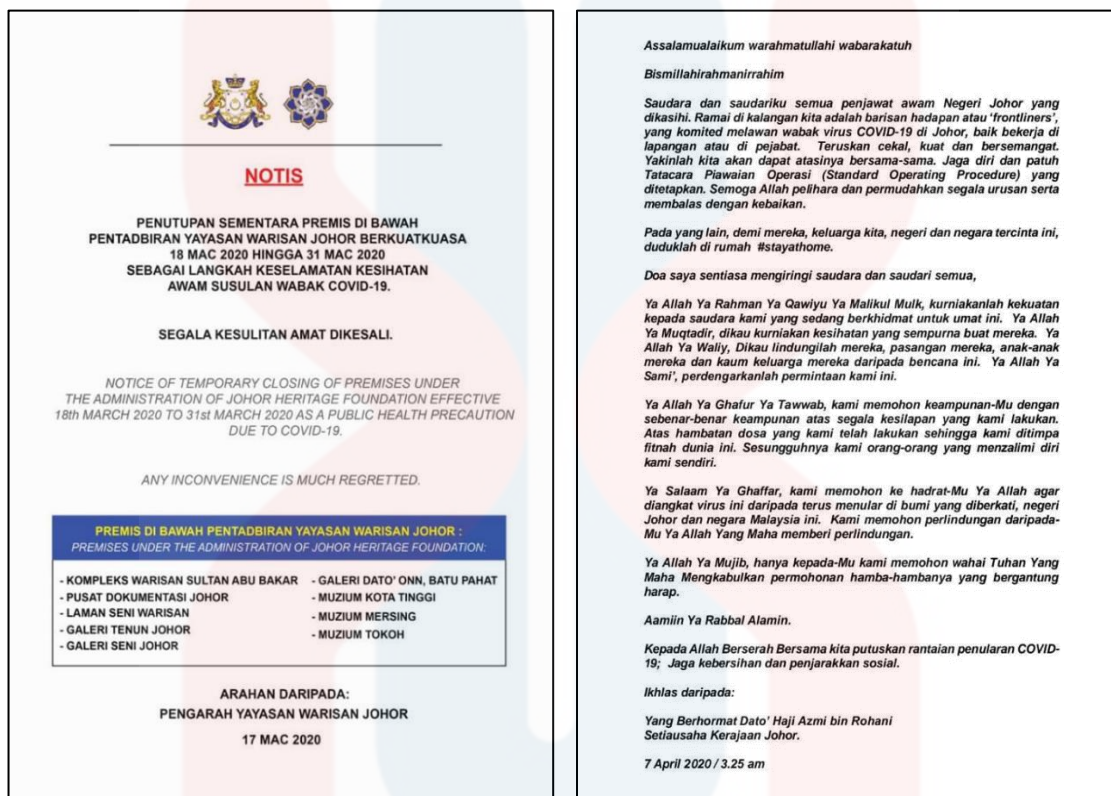 NOTIS
PENUTUPAN SEMENTARA PREMIS DI BAWAH
PENTADBIRAN YAYASAN WARISAN JOHOR BERKUATKUASA
18 MAC 2020 HINGGA 31 MAC 2020
SEBAGAI LANGKAH KESELAMATAN KESIHATAN
AWAM SUSULAN WABAK COVID-19.
SEGALA KESULITAN AMAT DIKESALI.
NOTICE OF TEMPORARY CLOSING OF PREMISES UNDER
THE ADMINISTRATION OF JOHOR HERITAGE FOUNDATION EFFECTIVE
18th MARCH 2020 TO 31st MARCH 2020 AS A PUBLIC HEALTH PRECAUTION
DUE TO COVID-19.
ANY INCONVENIENCE IS MUCH REGRETTED.
PREMIS DI BAWAH PENTADBIRAN YAYASAN WARISAN JOHOR :
PREMISES UNDER THE ADMINISTRATION OF JOHOR HERITAGE FOUNDATION:
- KOMPLEKS WARISAN SULTAN ABU BAKAR
- PUSAT DOKUMENTASI JOHOR
- LAMAN SENI WARISAN
- GALERI TENUN JOHOR
- GALERI SENI JOHOR
- GALERI DATO' ONN, BATU PAHAT
- MUZIUM KOTA TINGGI
- MUZIUM MERSING
- MUZIUM TOKOH
ARAHAN DARIPADA:
PENGARAH YAYASAN WARISAN JOHOR
17 MAC 2020
Assalamualaikum warahmatullahi wabarakatuh
Bismillahirahmanirrahim
Saudara dan saudariku semua penjawat awam Negeri Johor yang
dikasihi. Ramai di kalangan kita adalah barisan hadapan atau 'frontliners',
yang komited melawan wabak virus COVID-19 di Johor, baik bekerja di
lapangan atau di pejabat. Teruskan cekal, kuat dan bersemangat.
Yakinlah kita akan dapat atasinya bersama-sama. Jaga diri dan patuh
Tatacara Piawaian Operasi (Standard Operating Procedure) yang
ditetapkan. Semoga Allah pelihara dan permudahkan segala urusan serta
membalas dengan kebaikan.
Pada yang lain, demi mereka, keluarga kita, negeri dan negara tercinta ini,
duduklah di rumah #stayathome.
Doa saya sentiasa mengiringi saudara dan saudari semua,
Ya Allah Ya Rahman Ya Qawiyu Ya Malikul Mulk, kurniakanlah kekuatan
kepada saudara kami yang sedang berkhidmat untuk umat ini. Ya Allah
Ya Muqtadir, dikau kurniakan kesihatan yang sempurna buat mereka. Ya
Allah Ya Waliy, Dikau lindungilah mereka, pasangan mereka, anak-anak
mereka dan kaum keluarga mereka daripada bencana ini. Ya Allah Ya
Sami', perdengarkanlah permintaan kami ini.
Ya Allah Ya Ghafur Ya Tawwab, kami memohon keampunan-Mu dengan
sebenar-benar keampunan atas segala kesilapan yang kami lakukan.
Atas hambatan dosa yang kami telah lakukan sehingga kami ditimpa
fitnah dunia ini. Sesungguhnya kami orang-orang yang menzalimi diri
kami sendiri.
Ya Salaam Ya Ghaffar, kami memohon ke hadrat-Mu Ya Allah agar
diangkat virus ini daripada terus menular di bumi yang diberkati, negeri
Johor dan negara Malaysia ini. Kami memohon perlindungan daripada-
Mu Ya Allah Yang Maha memberi perlindungan.
Ya Allah Ya Mujib, hanya kepada-Mu kami memohon wahai Tuhan Yang
Maha Mengkabulkan permohonan hamba-hambanya yang bergantung
harap.
Aamiin Ya Rabbal Alamin.
Kepada Allah Berserah Bersama kita putuskan rantaian penularan COVID-
19; Jaga kebersihan dan penjarakkan sosial.
Ikhlas daripada:
Yang Berhormat Dato' Haji Azmi bin Rohani
Setiausaha Kerajaan Johor.
7 April 2020 / 3.25 am